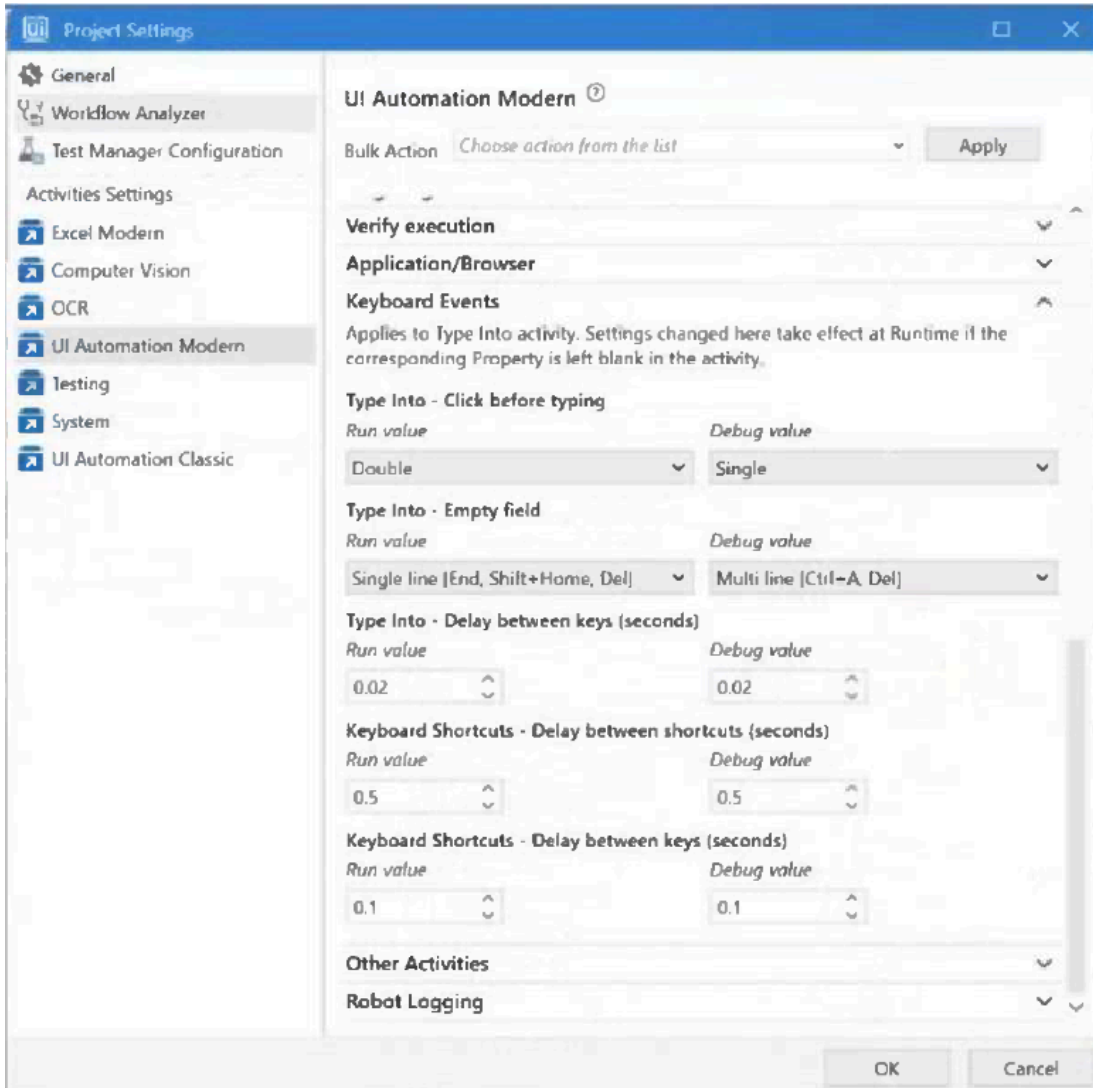 Ui Project Settings
General
Workflow Analyzer
Test Manager Configuration
Activities Settings
Excel Modern
Computer Vision
OCR
UI Automation Modern
Testing
System
UI Automation Classic
UI Automation Modern ?
Bulk Action Choose action from the list Apply
Verify execution
Application/Browser
Keyboard Events
Applies to Type Into activity. Settings changed here take effect at Runtime if the
corresponding Property is left blank in the activity.
Type Into - Click before typing
Run value Debug value
Double Single
Type Into - Empty field
Run value Debug value
Single line [End, Shift+Home, Del] Multi line [Ctrl+A, Del]
Type Into - Delay between keys (seconds)
Run value Debug value
0.02 0.02
Keyboard Shortcuts - Delay between shortcuts (seconds)
Run value Debug value
0.5 0.5
Keyboard Shortcuts - Delay between keys (seconds)
Run value Debug value
0.1 0.1
Other Activities
Robot Logging
OK Cancel